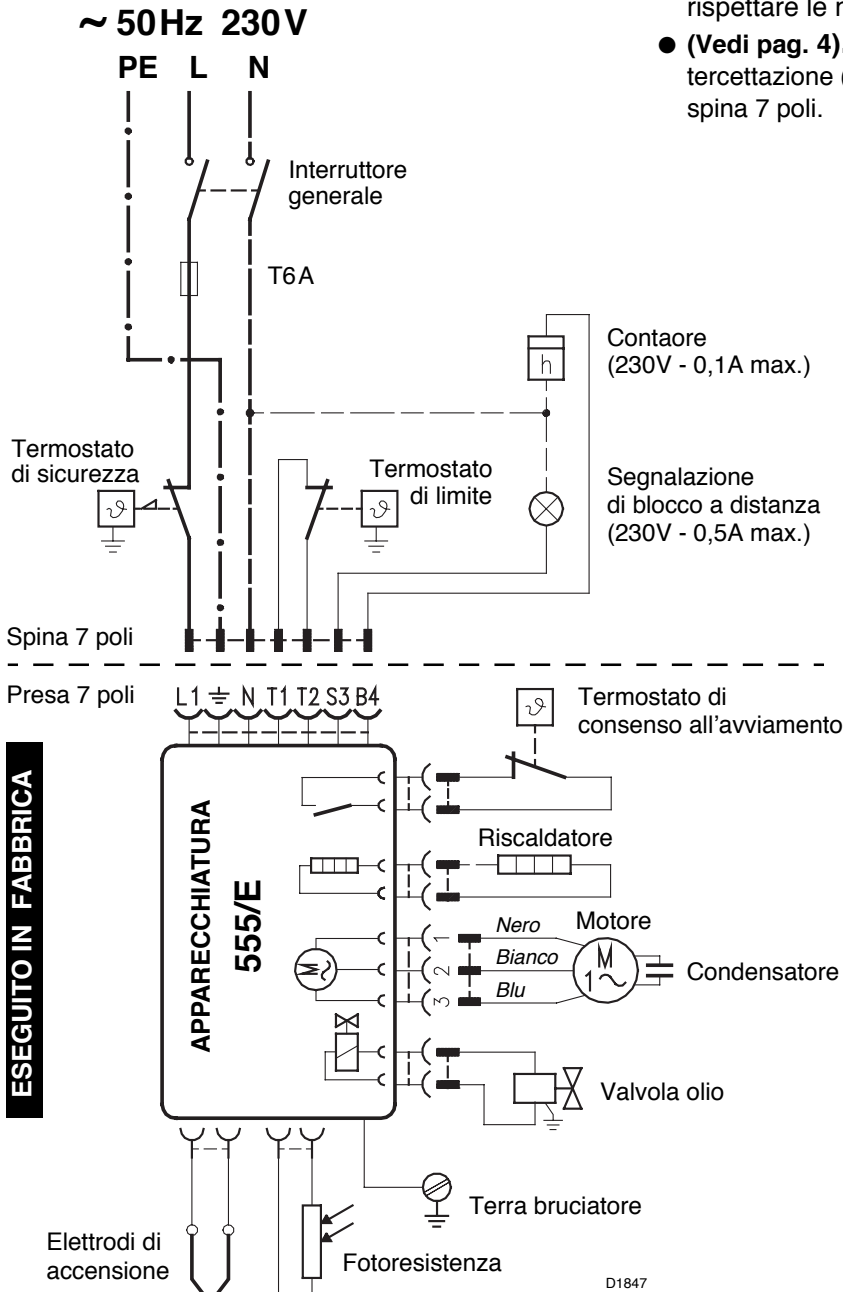 rispettare le
● (Vedi pag. 4).
tercettazione (
spina 7 poli.
~ 50Hz 230V
PE L N
Interruttore
generale
T6A
Contaore
(230V - 0,1A max.)
h
Termostato
di sicurezza
Termostato
di limite
Segnalazione
di blocco a distanza
(230V - 0,5A max.)
Spina 7 poli
Presa 7 poli
L1 N T1 T2 S3 B4
Termostato di
consenso all'avviamento
ESEGUITO IN FABBRICA
APPARECCHIATURA
555/E
Riscaldatore
Nero
Bianco
Blu
1
2
3
Motore
M
1~
M~
Condensatore
Valvola olio
Terra bruciatore
Elettrodi di
accensione
Fotoresistenza
D1847